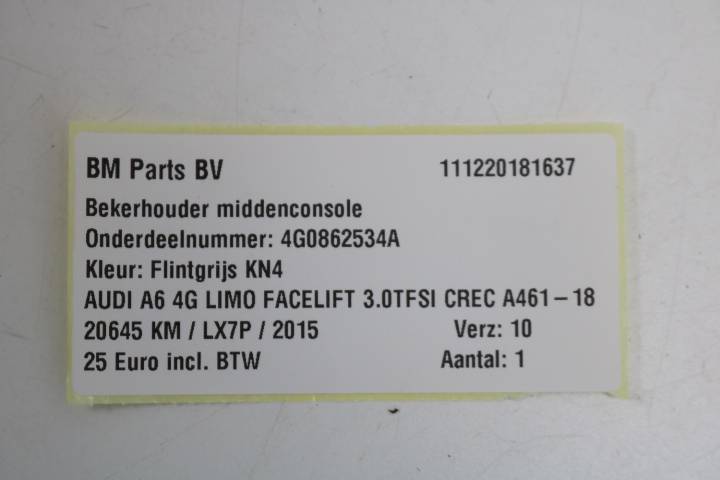 BM Parts BV 111220181637
Bekerhouder middenconsole
Onderdeelnummer: 4G0862534A
Kleur: Flintgrijs KN4
AUDI A6 4G LIMO FACELIFT 3.0TFSI CREC A461-18
20645 KM / LX7P / 2015 Verz: 10
25 Euro incl. BTW Aantal: 1